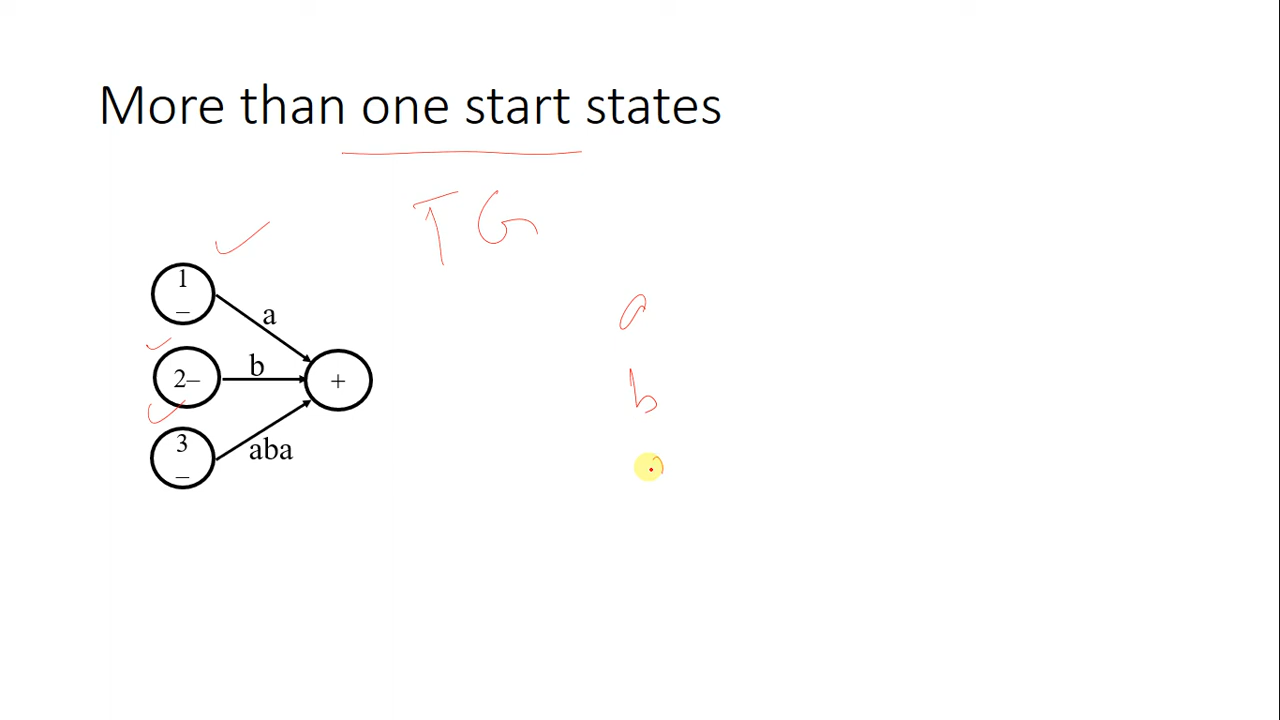 More than one start states
TG
1
–
a
a
2–
b
+
b
3
–
aba